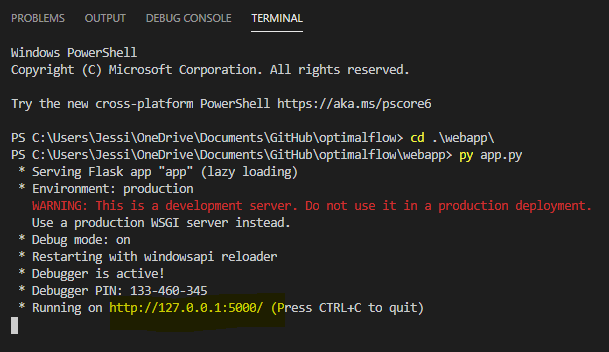 PROBLEMS OUTPUT DEBUG CONSOLE TERMINAL
Windows PowerShell
Copyright (C) Microsoft Corporation. All rights reserved.
Try the new cross-platform PowerShell https://aka.ms/pscore6
PS C:\Users\Jessi\OneDrive\Documents\GitHub\optimalflow> cd .\webapp\
PS C:\Users\Jessi\OneDrive\Documents\GitHub\optimalflow\webapp> py app.py
* Serving Flask app "app" (lazy loading)
* Environment: production
WARNING: This is a development server. Do not use it in a production deployment.
Use a production WSGI server instead.
* Debug mode: on
* Restarting with windowsapi reloader
* Debugger is active!
* Debugger PIN: 133-460-345
* Running on http://127.0.0.1:5000/ (Press CTRL+C to quit)